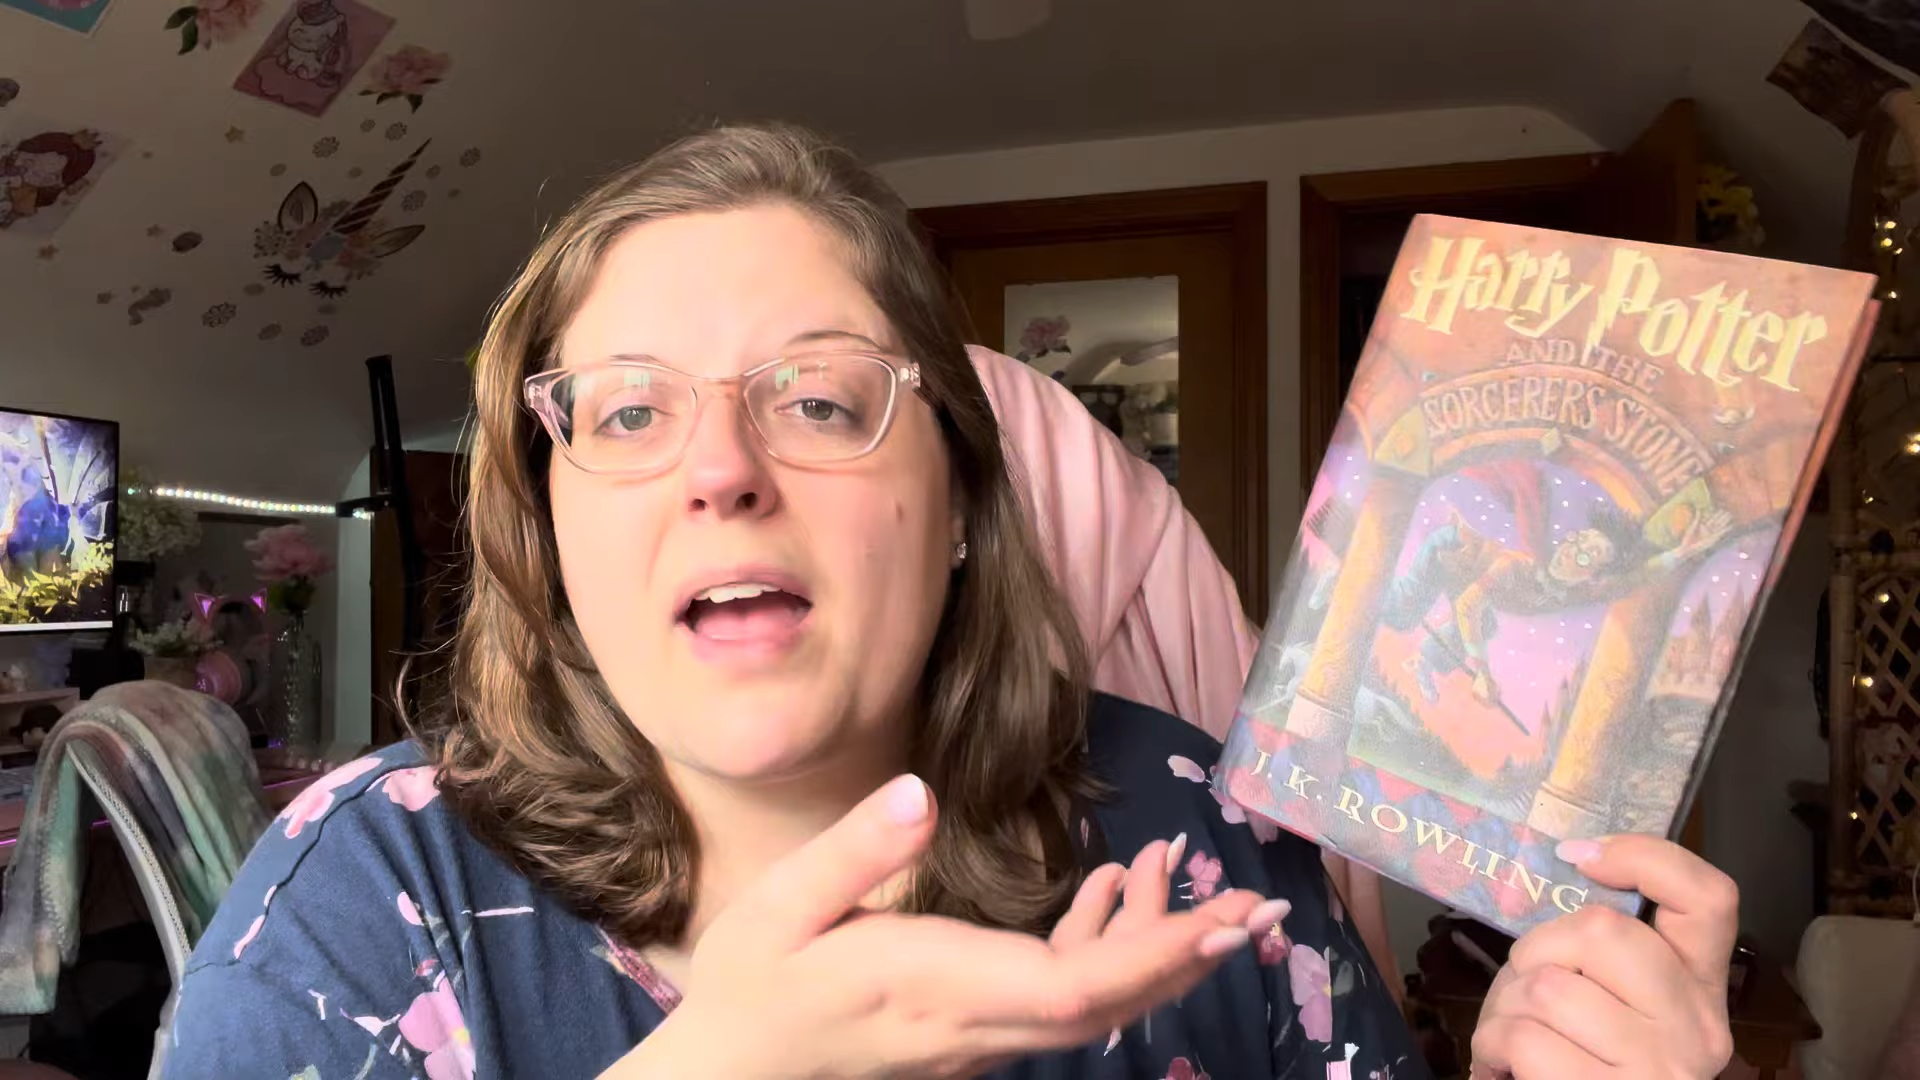 Harry Potter
AND THE
SORCERER'S STONE
J. K. ROWLING